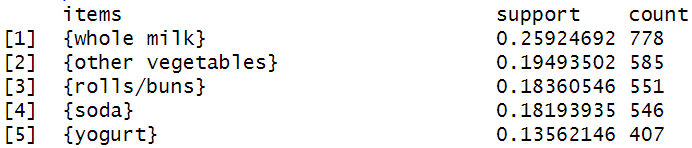 items support count
[1] {whole milk} 0.25924692 778
[2] {other vegetables} 0.19493502 585
[3] {rolls/buns} 0.18360546 551
[4] {soda} 0.18193935 546
[5] {yogurt} 0.13562146 407